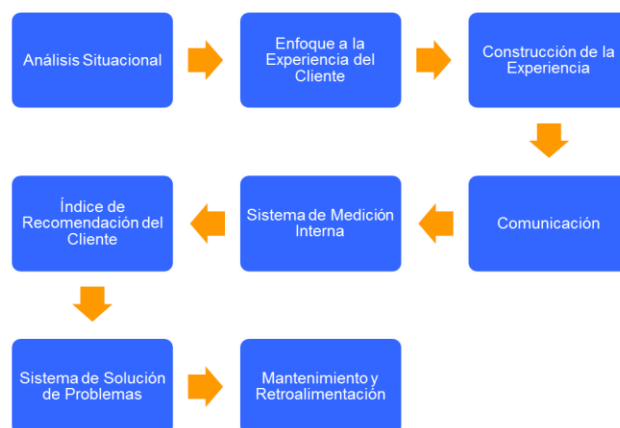 Análisis Situacional
Enfoque a la
Experiencia del
Cliente
Construcción de la
Experiencia
Comunicación
Sistema de Medición
Interna
Índice de
Recomendación del
Cliente
Sistema de Solución
de Problemas
Mantenimiento y
Retroalimentación